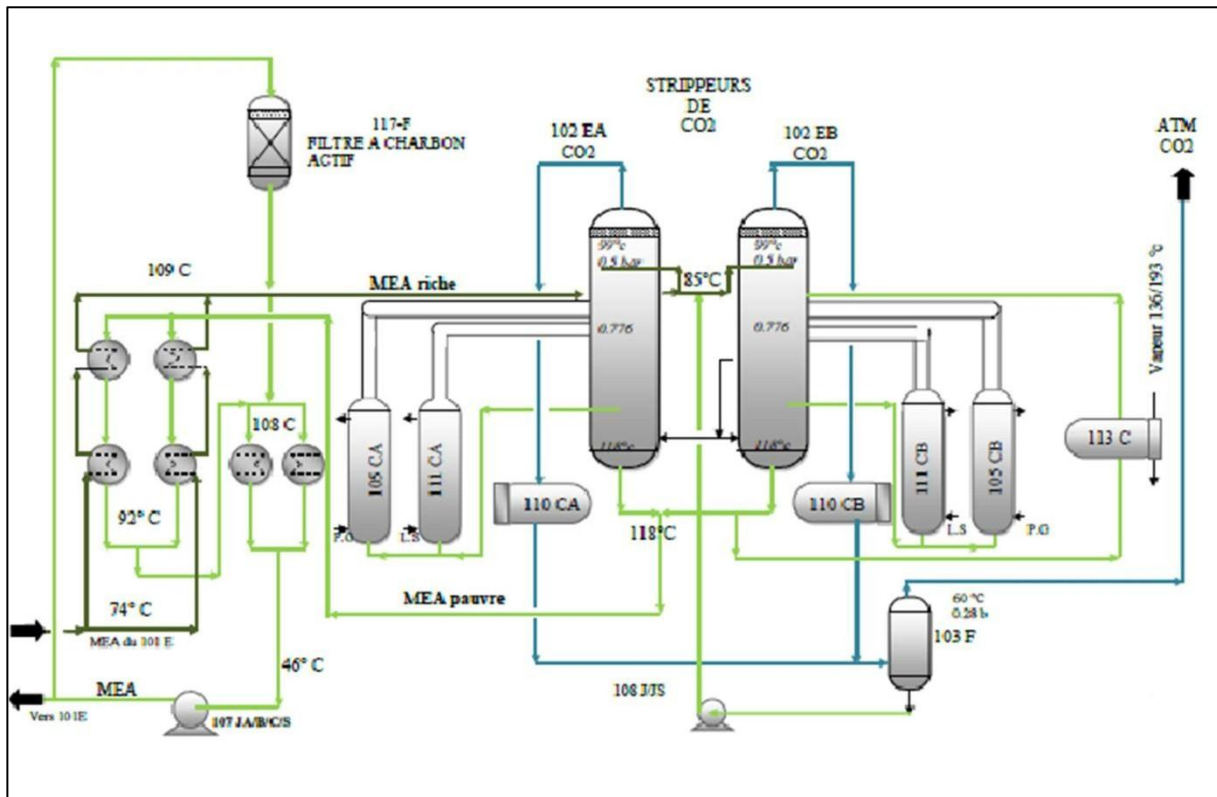 117-F
FILTRE A CHARBON
ACTIF
STRIPPEURS
DE
CO2
102 EA
CO2
102 EB
CO2
ATM
CO2
99°c
0.5 bar
99°c
0.5 bar
109 C
MEA riche
85°C
0.776
0.776
Vapeur 136/193 °c
108 C
105 CA
111 CA
118°c
118°c
111 CB
105 CB
113 C
92° C
110 CA
110 CB
118°C
P.G
L.S
L.S
P.G
74° C
MEA pauvre
60 °C
0.28 b
103 F
MEA du 101 E
46° C
MEA
108 J/JS
Vers 101E
107 JA/B/C/S